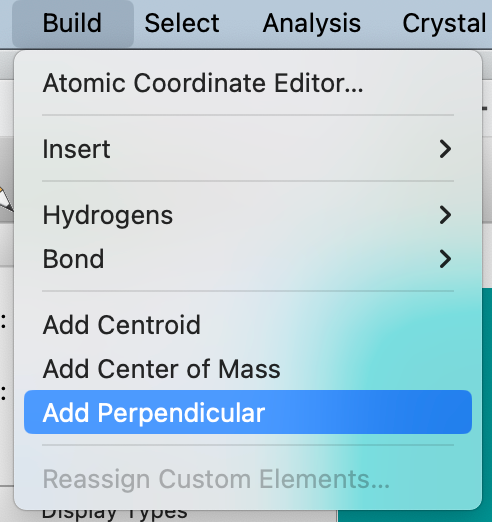 Build Select Analysis Crystal
Atomic Coordinate Editor...
Insert
Hydrogens
Bond
:
Add Centroid
Add Center of Mass
:
Add Perpendicular
Reassign Custom Elements...
Display Types